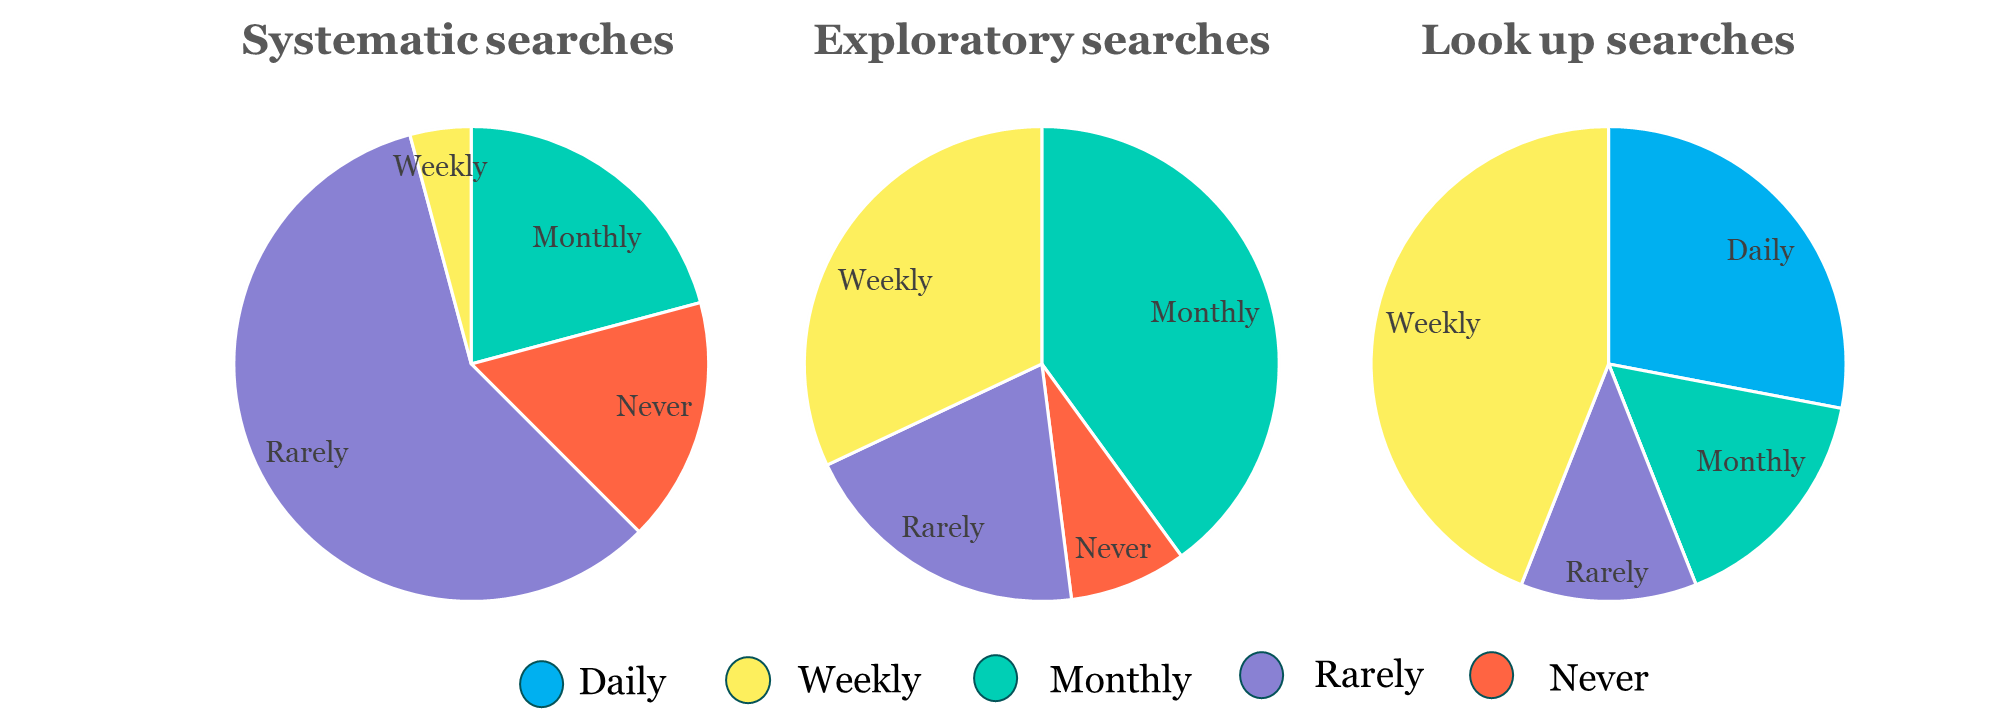 Systematic searches
Exploratory searches
Look up searches
Weekly
Monthly
Never
Rarely
Weekly
Monthly
Rarely
Never
Daily
Weekly
Monthly
Rarely
Daily
Weekly
Monthly
Rarely
Never